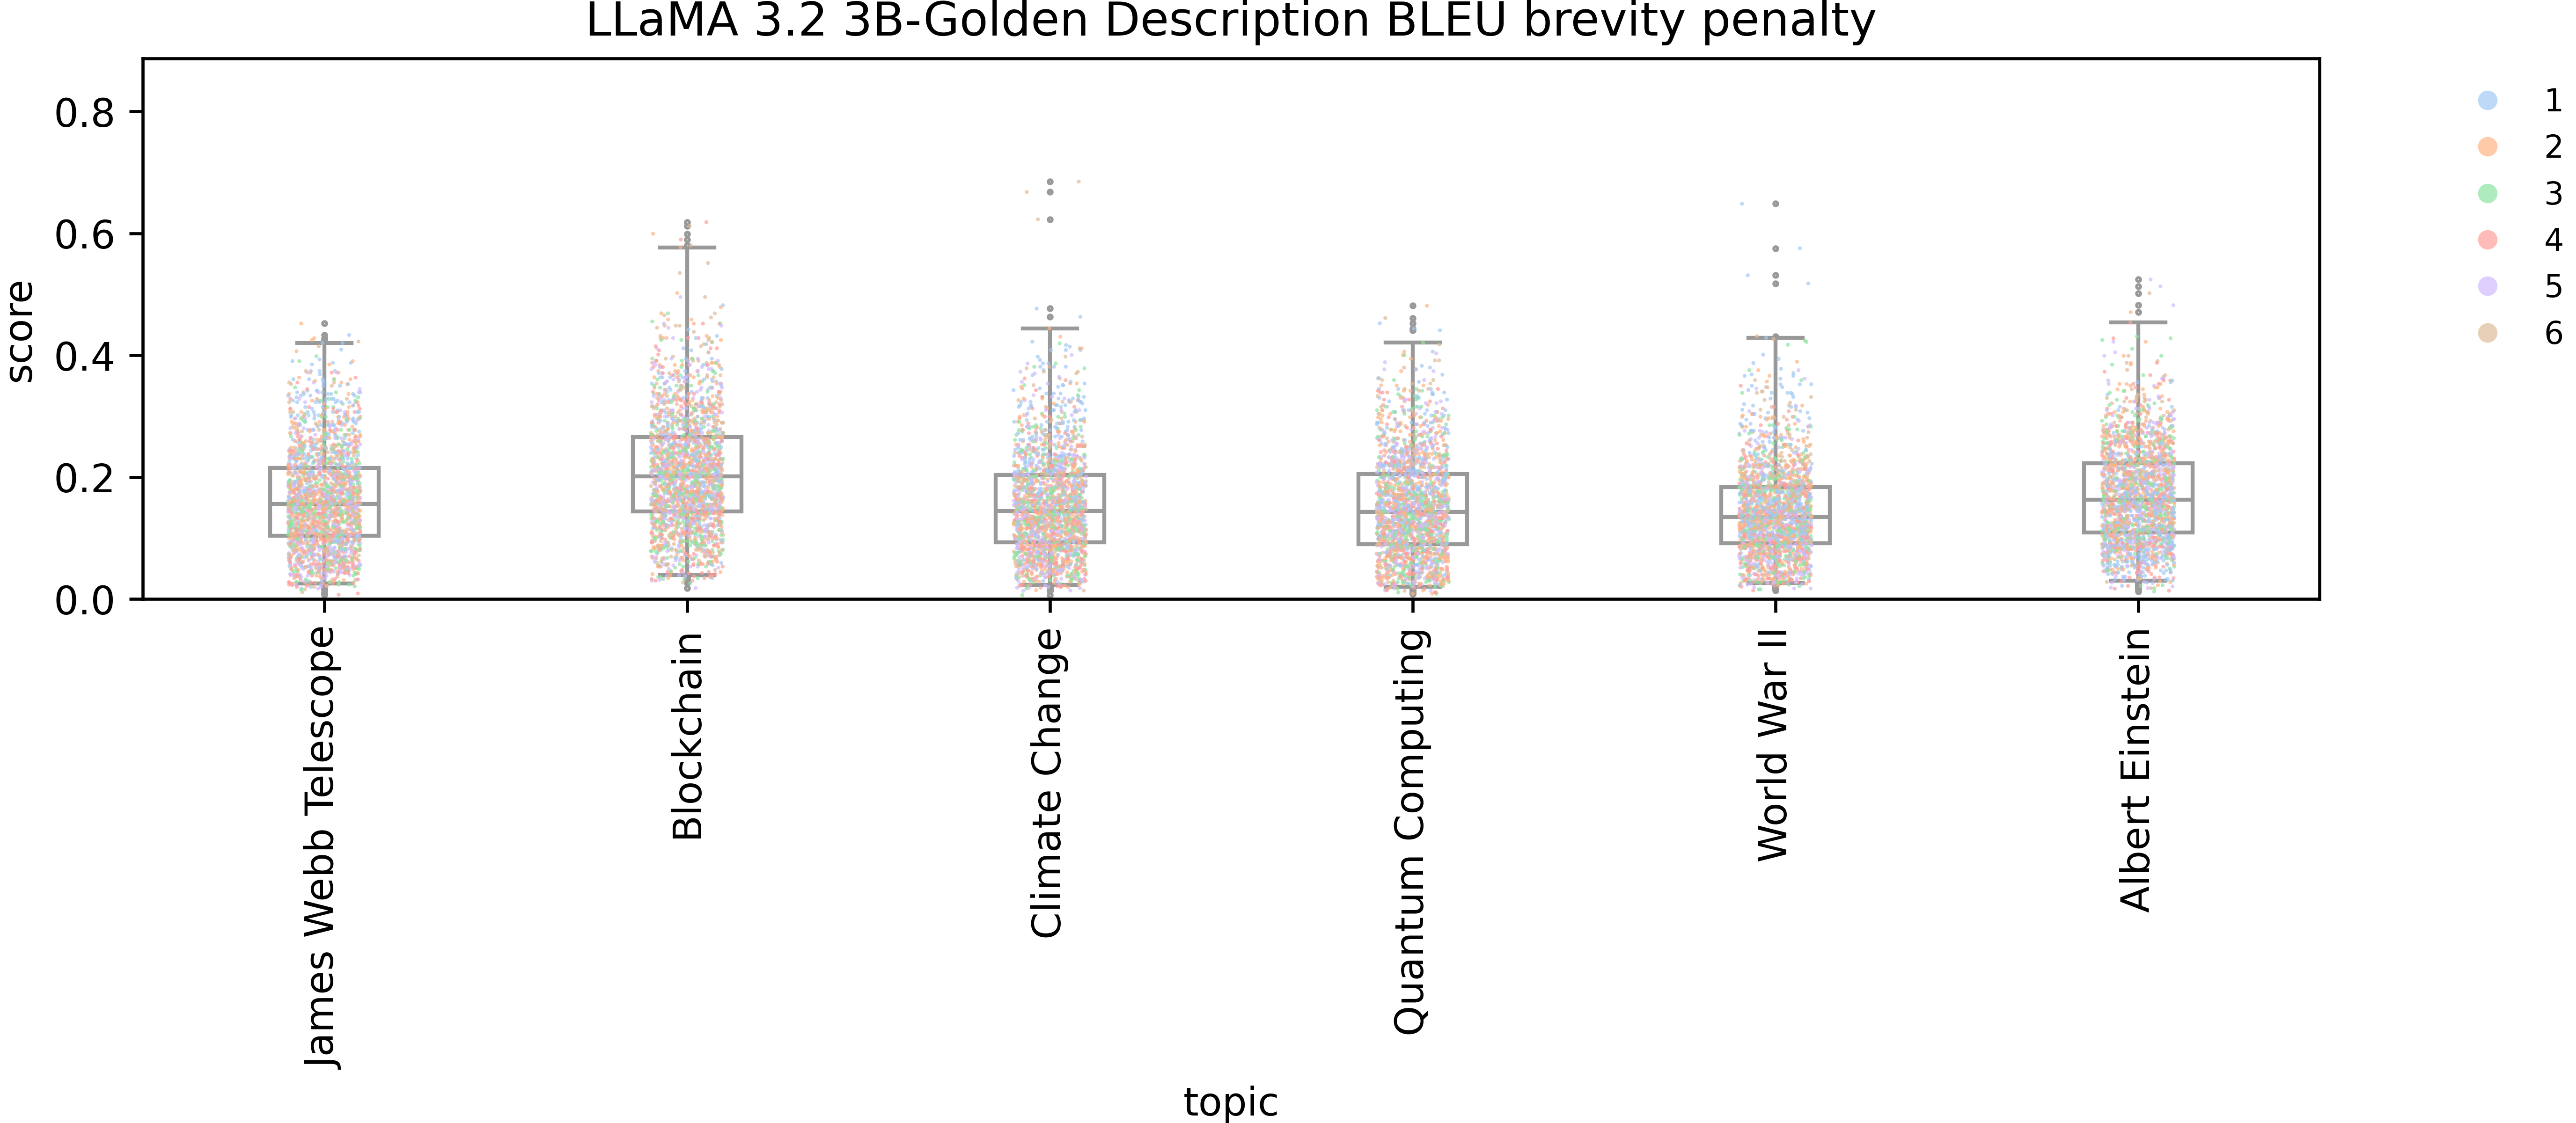 LLaMA 3.2 3B-Golden Description BLEU brevity penalty
score
0.8
0.6
0.4
0.2
0.0
James Webb Telescope
Blockchain
Climate Change
Quantum Computing
World War II
Albert Einstein
topic
1
2
3
4
5
6